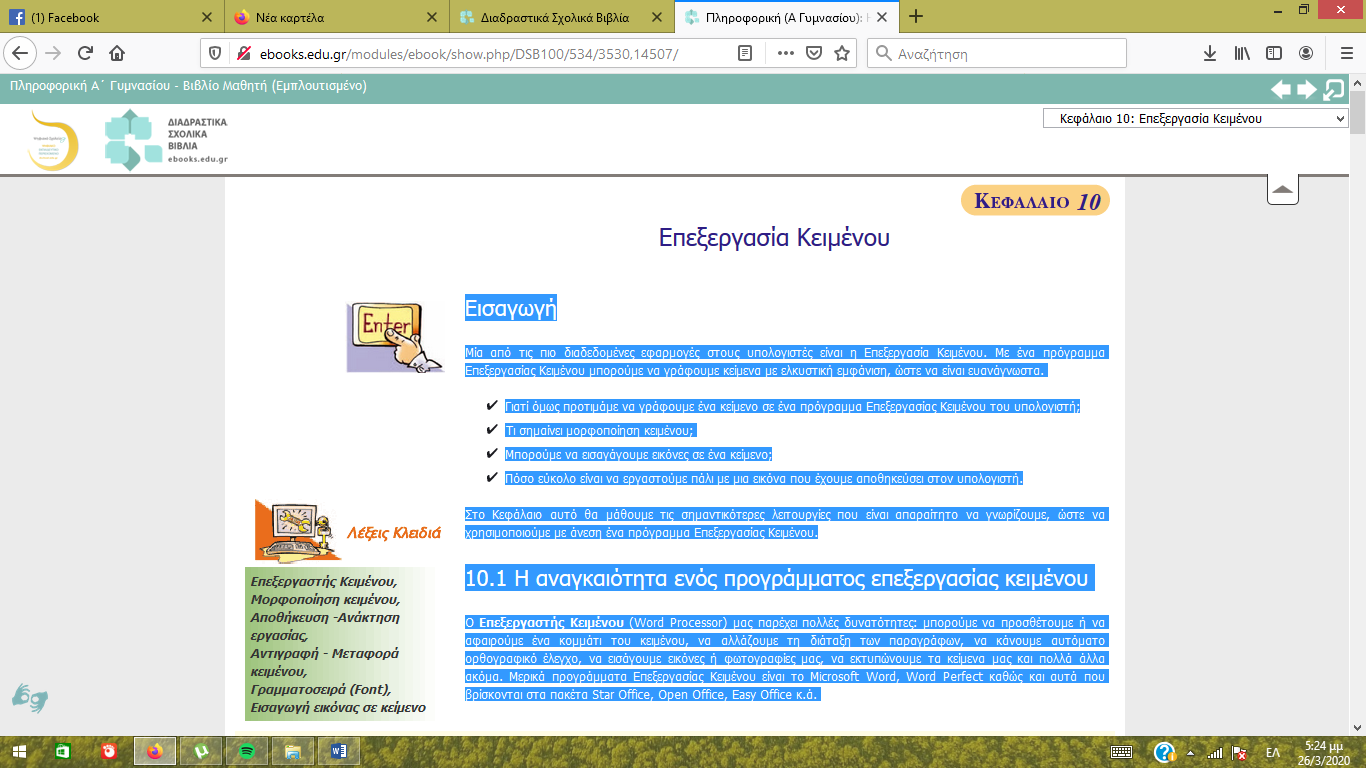 (1) Facebook
Νέα καρτέλα
Διαδραστικά Σχολικά Βιβλία
Πληροφορική (Α Γυμνασίου): 
ebooks.edu.gr/modules/ebook/show.php/DSB100/534/3530,14507/
Αναζήτηση
Πληροφορική Α΄ Γυμνασίου - Βιβλίο Μαθητή (Εμπλουτισμένο)
ΔΙΑΔΡΑΣΤΙΚΑ
ΣΧΟΛΙΚΑ
ΒΙΒΛΙΑ
ebooks.edu.gr
Κεφάλαιο 10: Επεξεργασία Κειμένου
ΚΕΦΑΛΑΙΟ 10
Επεξεργασία Κειμένου
Enter
Εισαγωγή
Μία από τις πιο διαδεδομένες εφαρμογές στους υπολογιστές είναι η Επεξεργασία Κειμένου. Με ένα πρόγραμμα
Επεξεργασίας Κειμένου μπορούμε να γράφουμε κείμενα με ελκυστική εμφάνιση, ώστε να είναι ευανάγνωστα.
✔ Γιατί όμως προτιμάμε να γράφουμε ένα κείμενο σε ένα πρόγραμμα Επεξεργασίας Κειμένου του υπολογιστή;
✔ Τι σημαίνει μορφοποίηση κειμένου;
✔ Μπορούμε να εισαγάγουμε εικόνες σε ένα κείμενο;
✔ Πόσο εύκολο είναι να εργαστούμε πάλι με μια εικόνα που έχουμε αποθηκεύσει στον υπολογιστή.
Στο Κεφάλαιο αυτό θα μάθουμε τις σημαντικότερες λειτουργίες που είναι απαραίτητο να γνωρίζουμε, ώστε να
χρησιμοποιούμε με άνεση ένα πρόγραμμα Επεξεργασίας Κειμένου.
Λέξεις Κλειδιά
Επεξεργαστής Κειμένου,
Μορφοποίηση κειμένου,
Αποθήκευση -Ανάκτηση
εργασίας,
Αντιγραφή - Μεταφορά
κειμένου,
Γραμματοσειρά (Font),
Εισαγωγή εικόνας σε κείμενο
10.1 Η αναγκαιότητα ενός προγράμματος επεξεργασίας κειμένου
Ο Επεξεργαστής Κειμένου (Word Processor) μας παρέχει πολλές δυνατότητες: μπορούμε να προσθέτουμε ή να
αφαιρούμε ένα κομμάτι του κειμένου, να αλλάζουμε τη διάταξη των παραγράφων, να κάνουμε αυτόματο
ορθογραφικό έλεγχο, να εισάγουμε εικόνες ή φωτογραφίες μας, να εκτυπώνουμε τα κείμενα μας και πολλά άλλα
ακόμα. Μερικά προγράμματα Επεξεργασίας Κειμένου είναι το Microsoft Word, Word Perfect καθώς και αυτά που
βρίσκονται στα πακέτα Star Office, Open Office, Easy Office κ.ά.
ΕΛ
5:24 μμ
26/3/2020